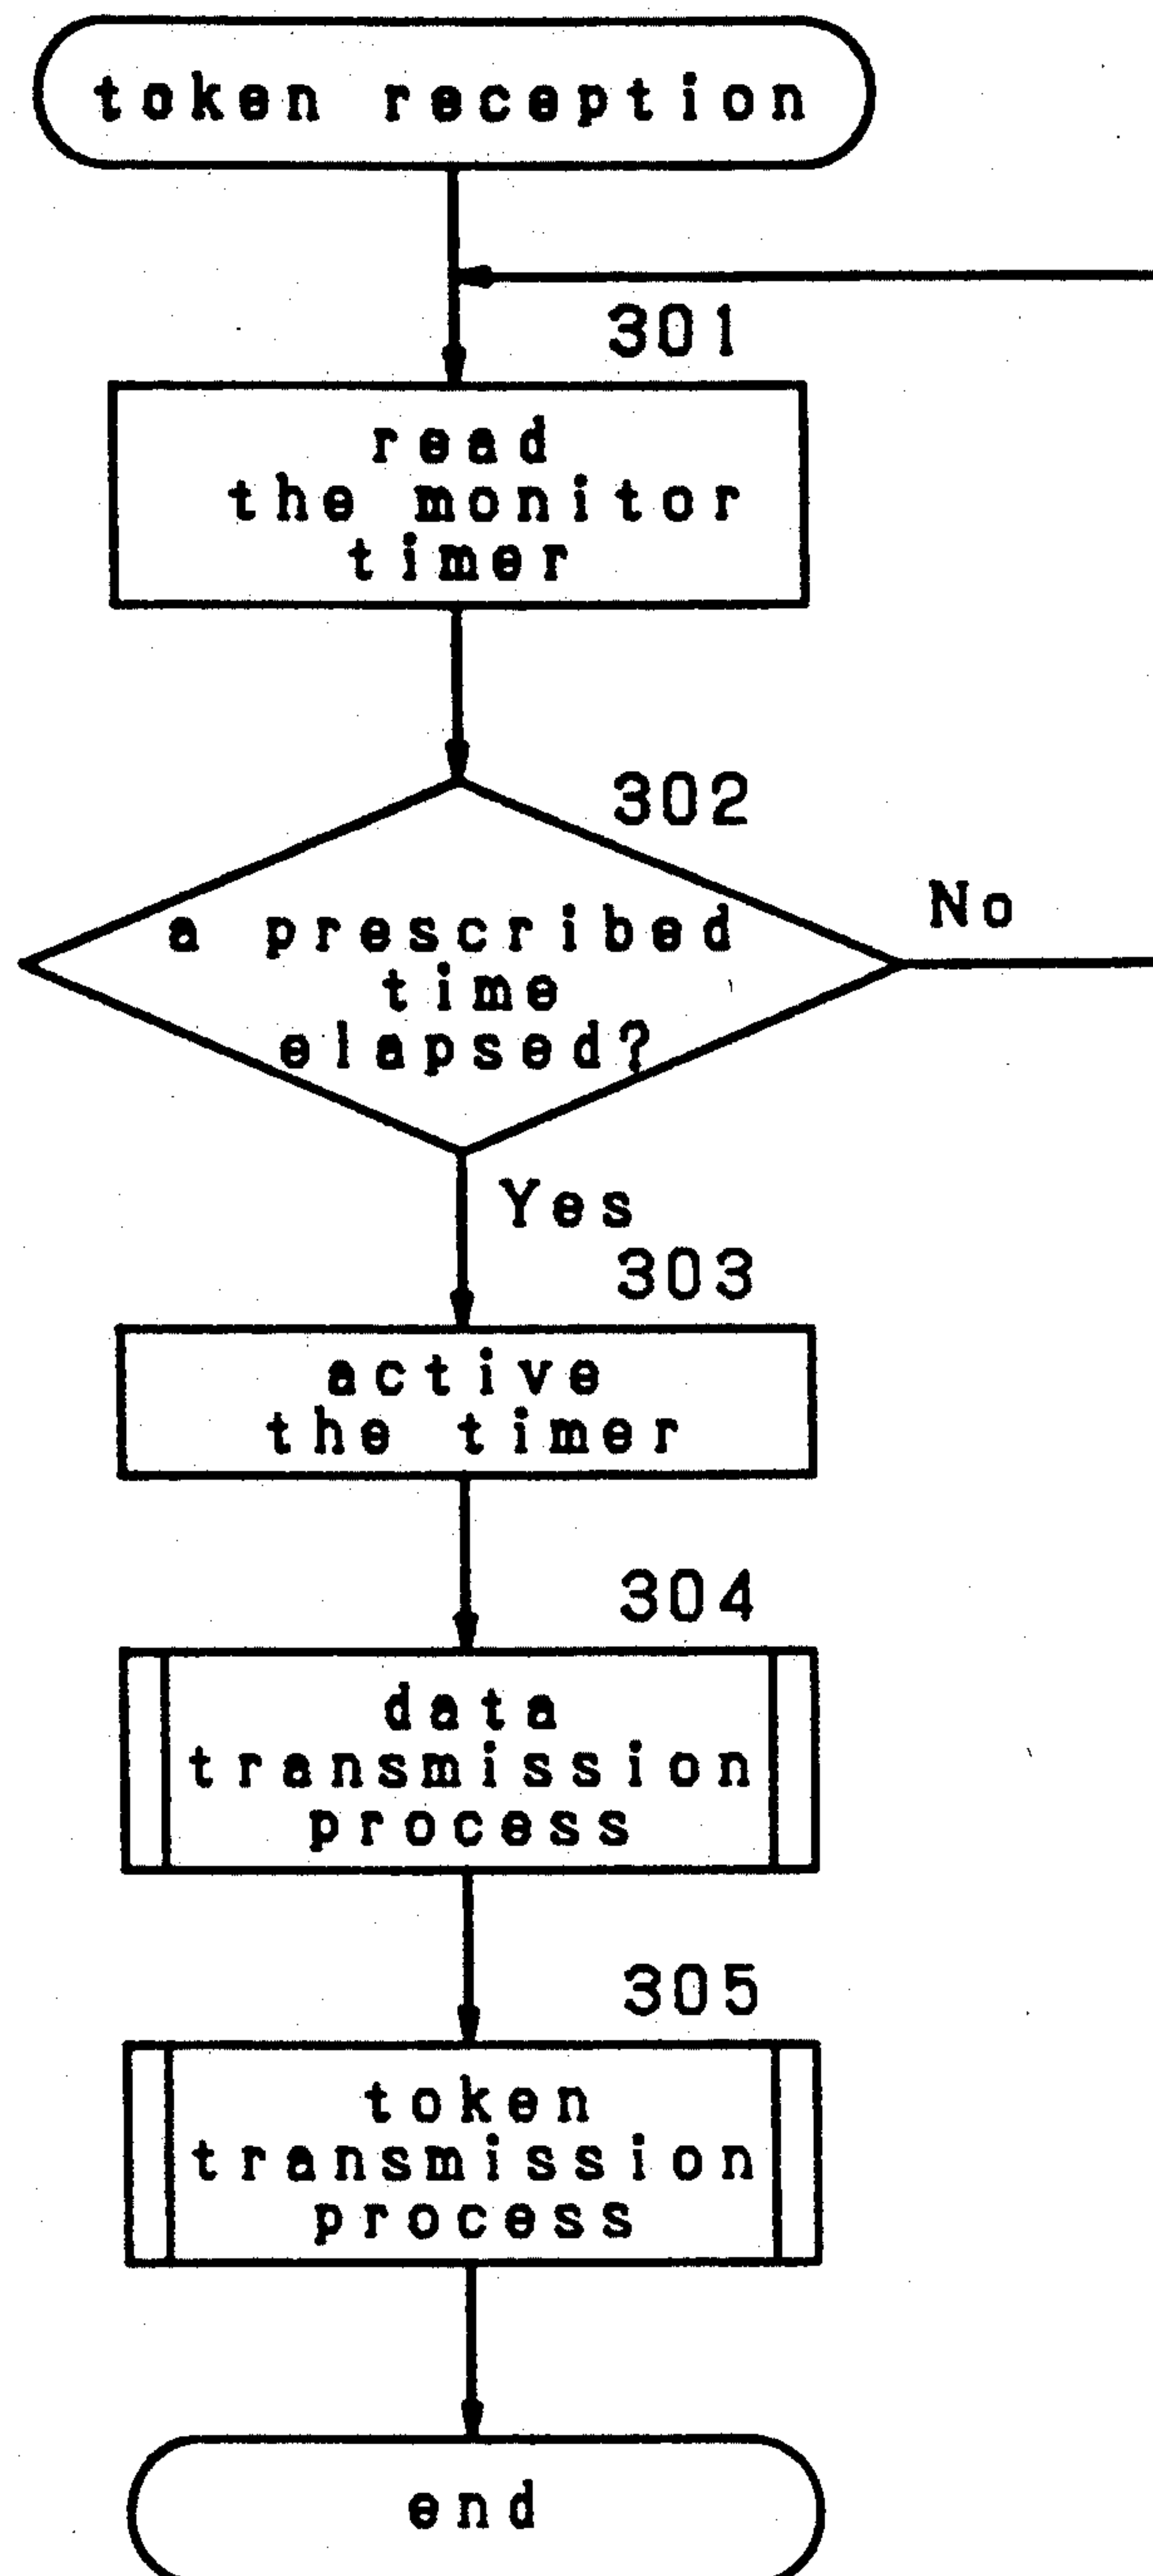 token reception
301
read
the monitor
timer
302
a prescribed
time
elapsed?
No
Yes
303
active
the timer
304
data
transmission
process
305
token
transmission
process
end